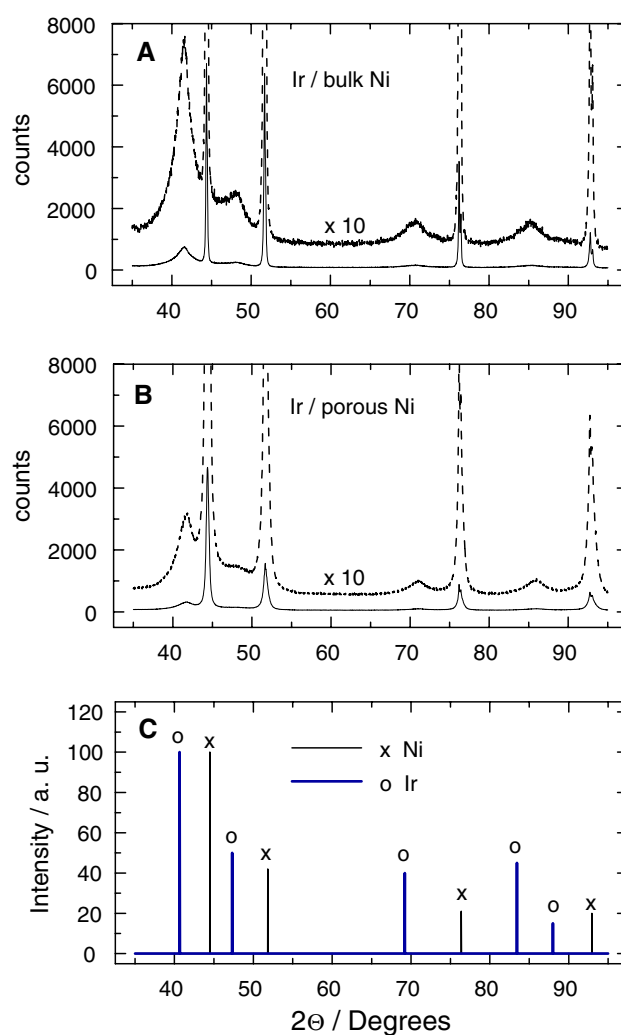 8000
A
Ir / bulk Ni
6000
counts
4000
2000
x 10
0
40 50 60 70 80 90
8000
B
Ir / porous Ni
6000
counts
4000
2000
x 10
0
40 50 60 70 80 90
120
C
o x
x Ni
100
o Ir
80
Intensity / a. u.
60
o x
40
o x o o x
20
0
40 50 60 70 80 90
2Θ / Degrees